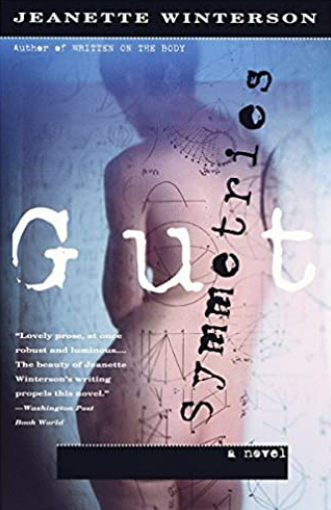 JEANETTE WINTERSON
Author of WRITTEN ON THE BODY
Gut
Symmetries
"Lovely prose, at once
robust and luminous....
The beauty of Jeanette
Winterson's writing
propels this novel."
—Washington Post
Book World
a novel